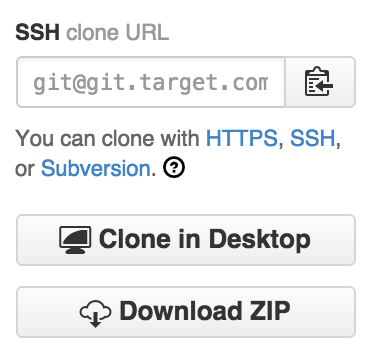 SSH clone URL
git@git.target.com
You can clone with HTTPS, SSH,
or Subversion. ?
Clone in Desktop
Download ZIP